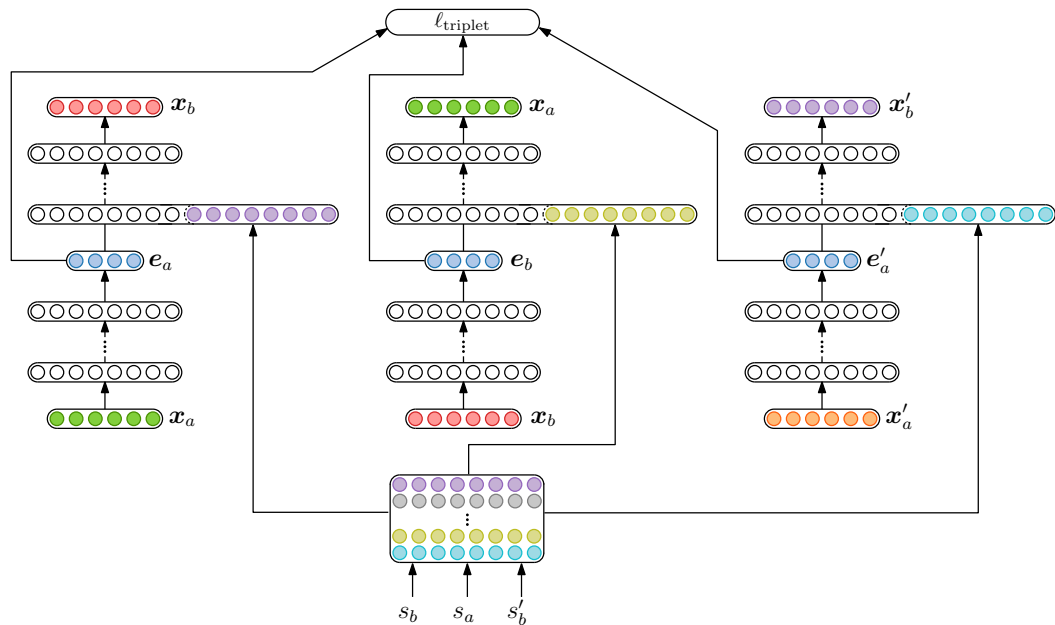 ℓ_triplet
x_b
x_a
x′_b
e_a
e_b
e′_a
x_a
x_b
x′_a
s_b
s_a
s′_b